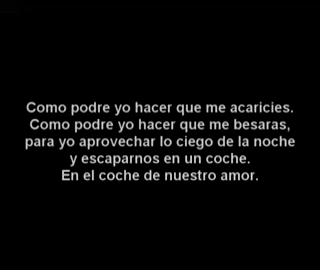 Como podre yo hacer que me acaricies.
Como podre yo hacer que me besaras,
para yo aprovechar lo ciego de la noche
y escaparnos en un coche.
En el coche de nuestro amor.